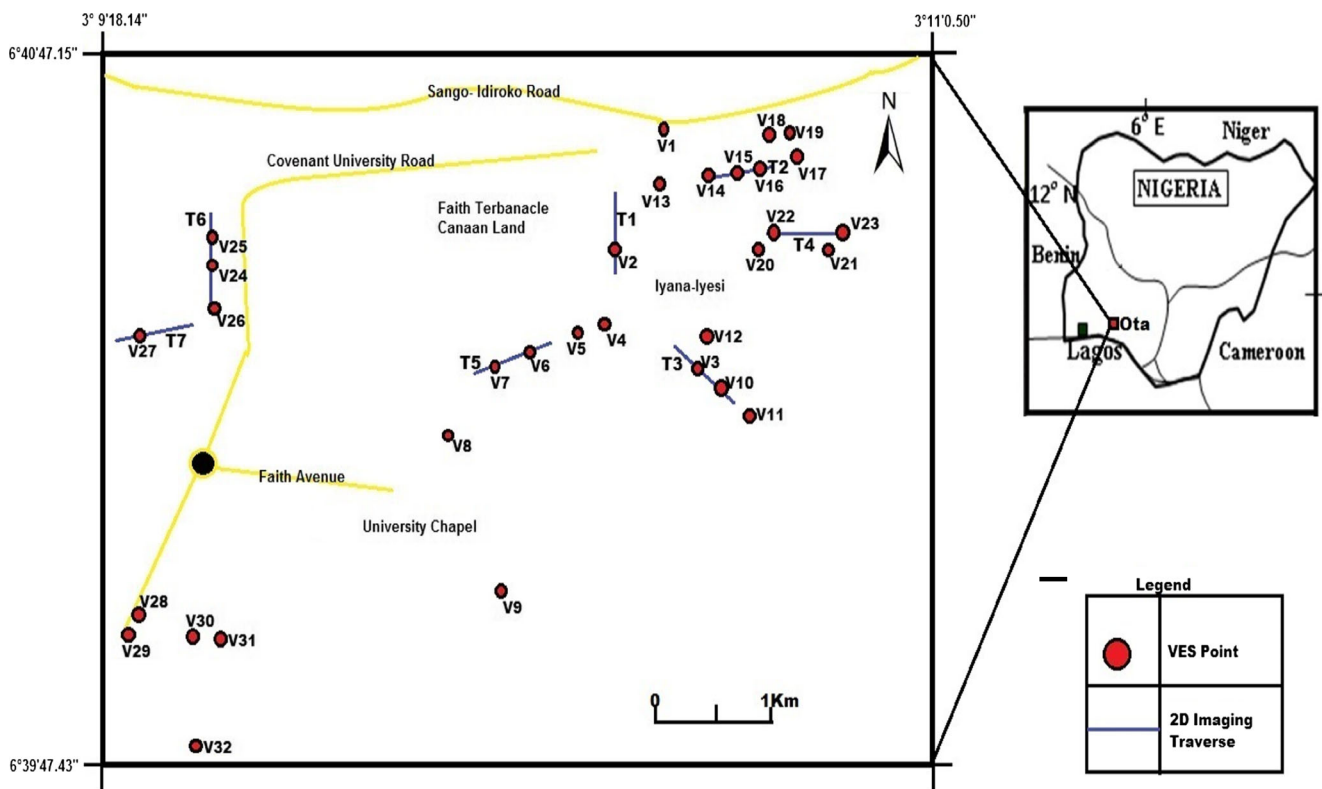 3° 9'18.14"
3°11'0.50"
6°40'47.15"
Sango- Idiroko Road
N
V18
V19
V1
Covenant University Road
V15
T2
V17
V14
V16
V13
Faith Terbanacle
Canaan Land
T6
T1
V22
V23
V25
T4
V2
V20
V21
V24
Iyana-Iyesi
V26
V27
T7
V5
V4
V12
T5
V6
T3
V3
V7
V10
V11
V8
Faith Avenue
University Chapel
V28
V9
V30
V29
V31
0
1Km
V32
6°39'47.43"
6° E
Niger
12° N
NIGERIA
Benin
Ota
Lagos
Cameroon
Legend
VES Point
2D Imaging
Traverse